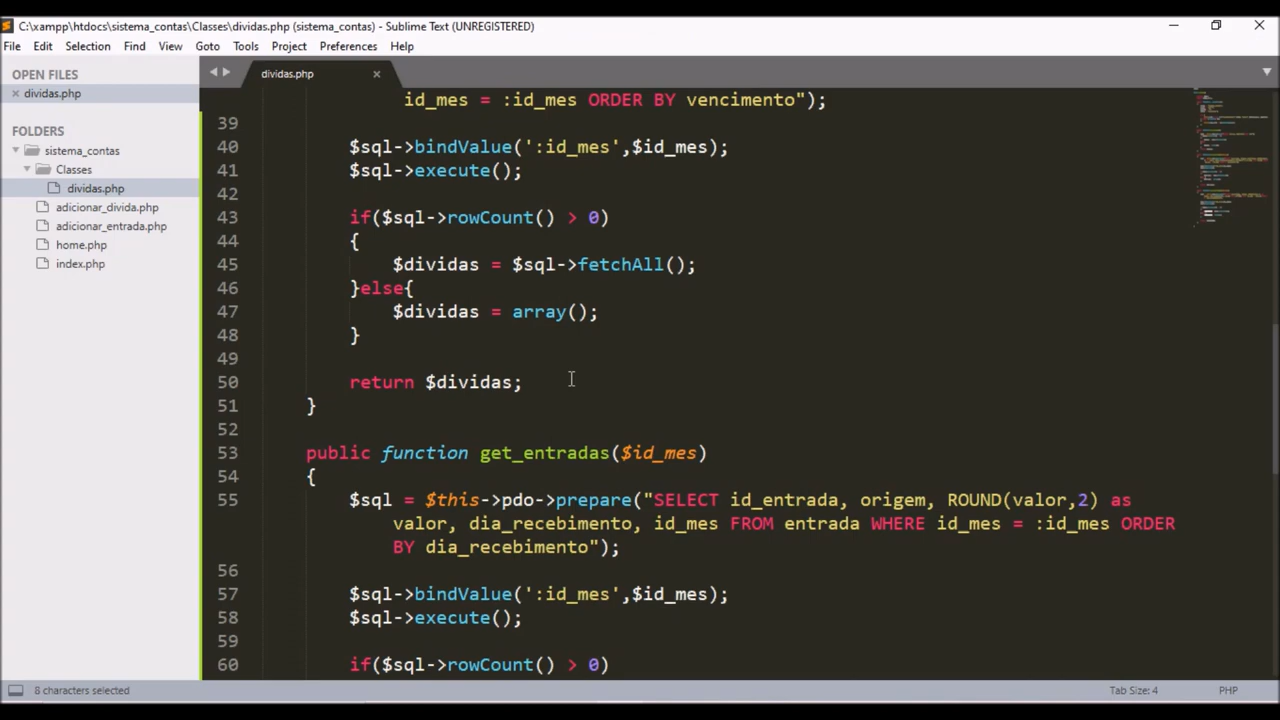 C:\xampp\htdocs\sistema_contas\Classes\dividas.php (sistema_contas) - Sublime Text (UNREGISTERED)
File Edit Selection Find View Goto Tools Project Preferences Help
OPEN FILES
dividas.php
FOLDERS
sistema_contas
Classes
dividas.php
adicionar_divida.php
adicionar_entrada.php
home.php
index.php
dividas.php
id_mes = :id_mes ORDER BY vencimento");
39
40 $sql->bindValue(':id_mes',$id_mes);
41 $sql->execute();
42
43 if($sql->rowCount() > 0)
44 {
45 $dividas = $sql->fetchAll();
46 }else{
47 $dividas = array();
48 }
49
50 return $dividas;
51 }
52
53 public function get_entradas($id_mes)
54 {
55 $sql = $this->pdo->prepare("SELECT id_entrada, origem, ROUND(valor,2) as
valor, dia_recebimento, id_mes FROM entrada WHERE id_mes = :id_mes ORDER
BY dia_recebimento");
56
57 $sql->bindValue(':id_mes',$id_mes);
58 $sql->execute();
59
60 if($sql->rowCount() > 0)
8 characters selected
Tab Size: 4
PHP